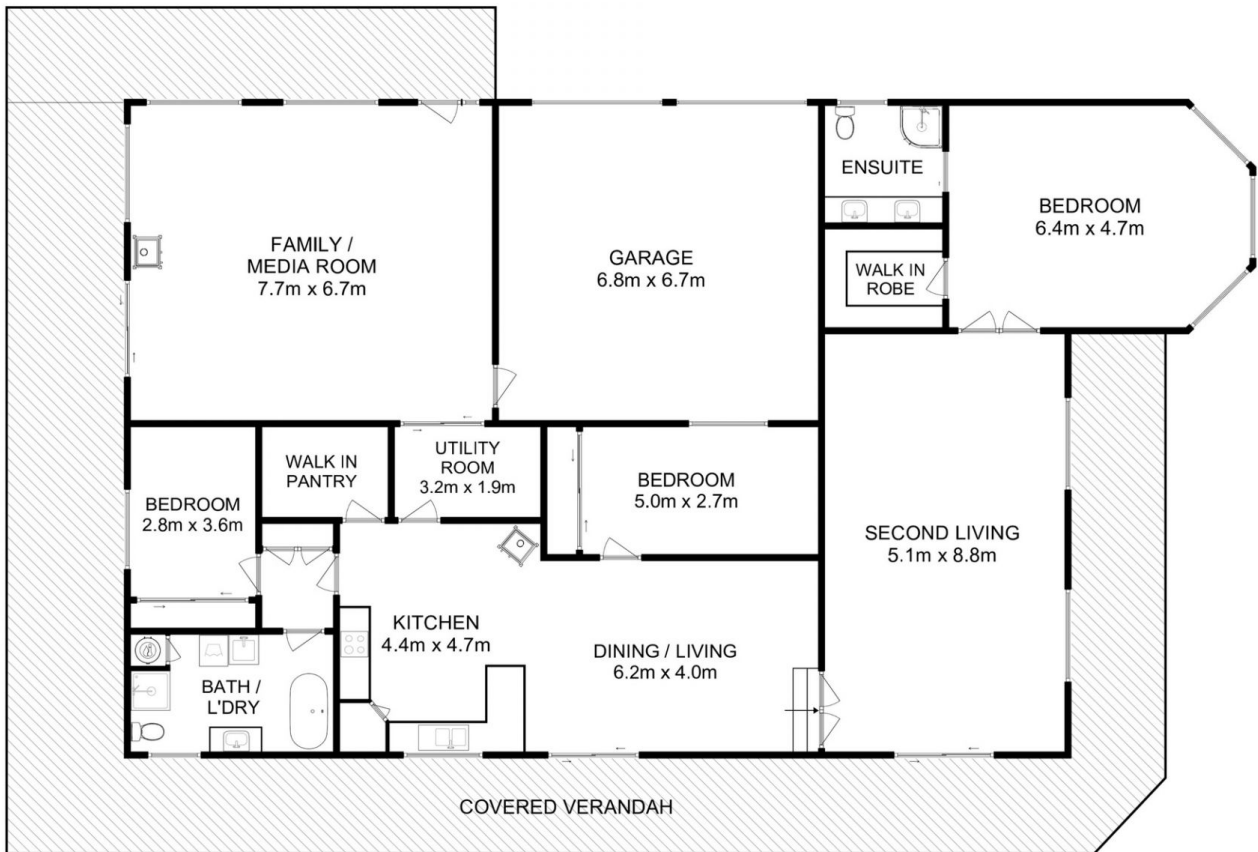 FAMILY /
MEDIA ROOM
7.7m x 6.7m
GARAGE
6.8m x 6.7m
ENSUITE
WALK IN
ROBE
BEDROOM
6.4m x 4.7m
BEDROOM
2.8m x 3.6m
WALK IN
PANTRY
UTILITY
ROOM
3.2m x 1.9m
BEDROOM
5.0m x 2.7m
SECOND LIVING
5.1m x 8.8m
KITCHEN
4.4m x 4.7m
DINING / LIVING
6.2m x 4.0m
BATH /
L'DRY
COVERED VERANDAH